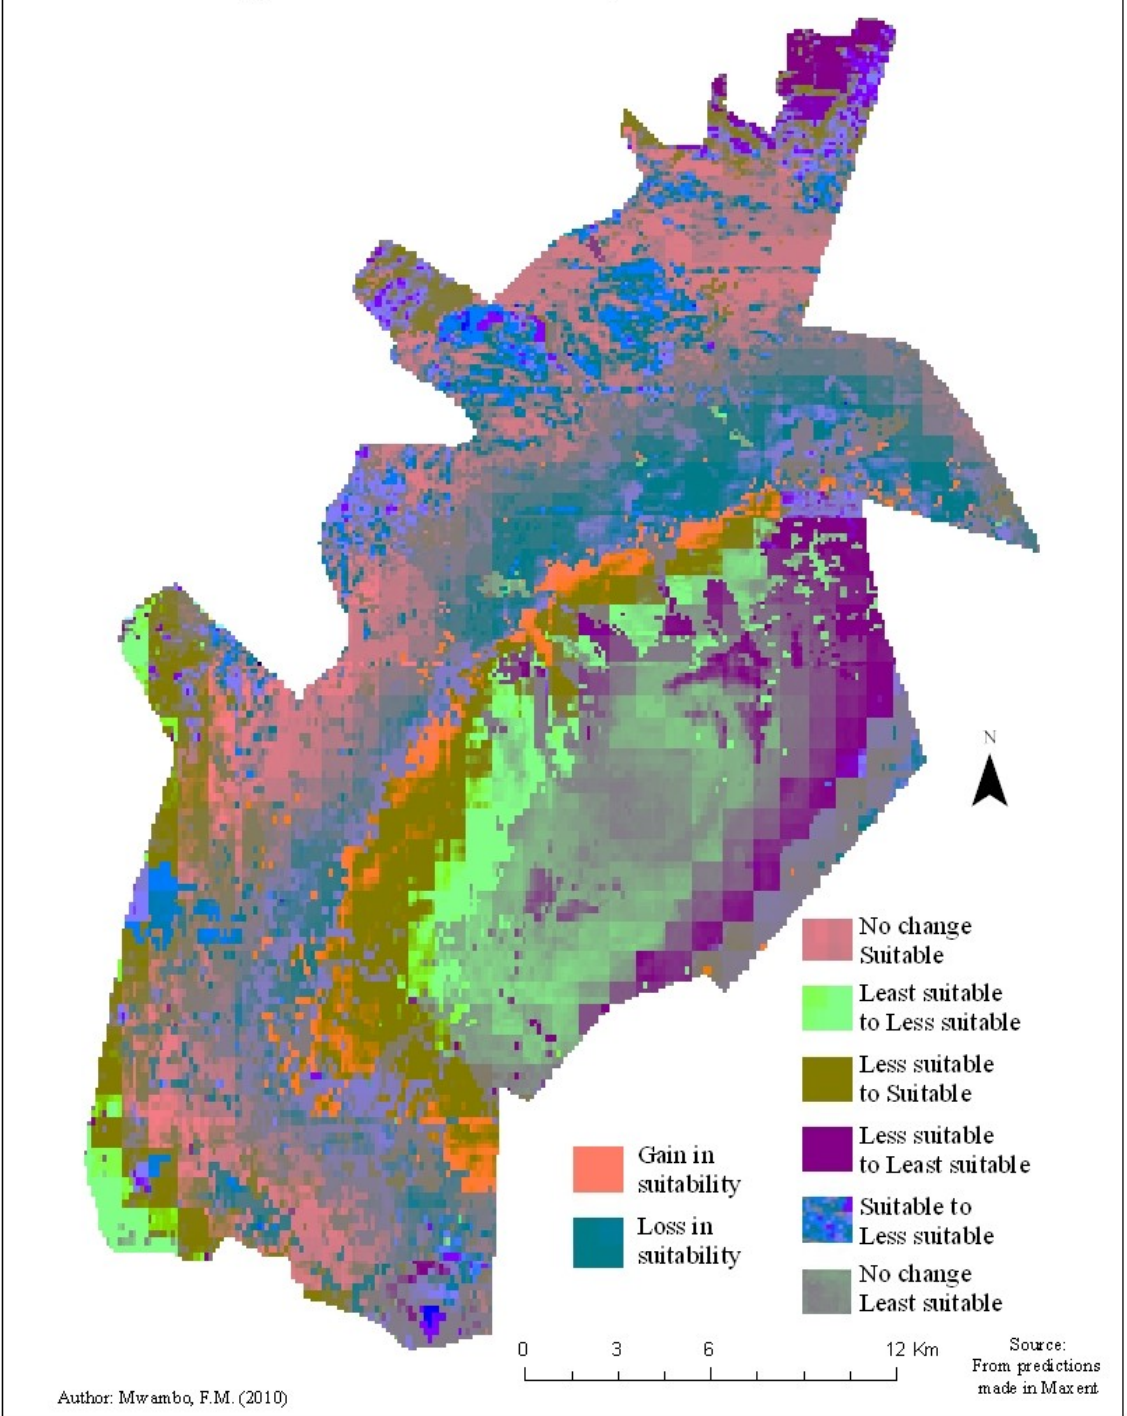 N
No change
Suitable
Least suitable
to Less suitable
Less suitable
to Suitable
Less suitable
to Least suitable
Suitable to
Less suitable
No change
Least suitable
Gain in
suitability
Loss in
suitability
0 3 6 12 Km
Source:
From predictions
made in Maxent
Author: Mwambo, F.M. (2010)